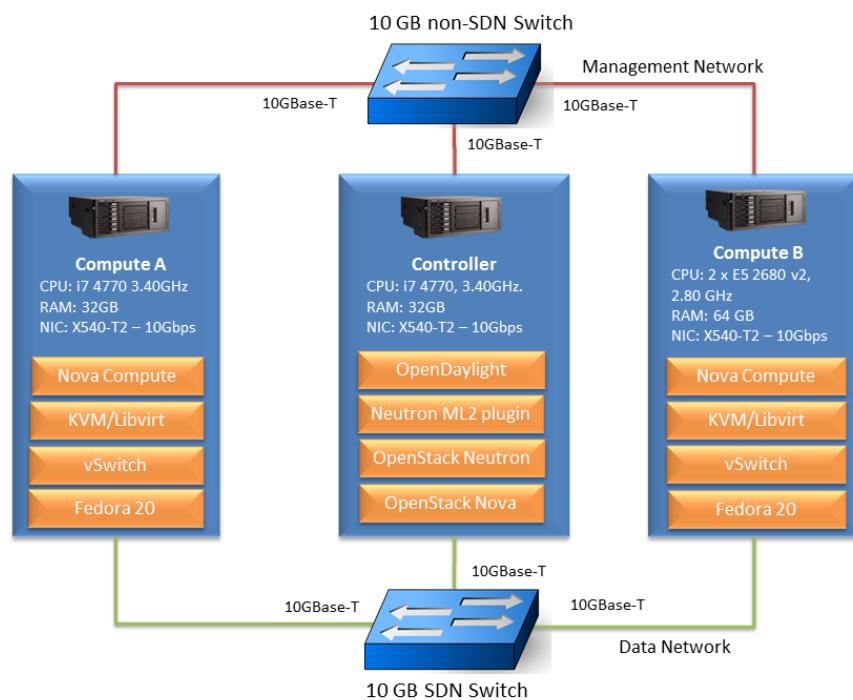 10 GB non-SDN Switch
Management Network
10GBase-T
10GBase-T
10GBase-T
Compute A
CPU: i7 4770 3.40GHz
RAM: 32GB
NIC: X540-T2 – 10Gbps
Nova Compute
KVM/Libvirt
vSwitch
Fedora 20
Controller
CPU: i7 4770, 3.40GHz.
RAM: 32GB
NIC: X540-T2 – 10Gbps
OpenDaylight
Neutron ML2 plugin
OpenStack Neutron
OpenStack Nova
Compute B
CPU: 2 x E5 2680 v2,
2.80 GHz
RAM: 64 GB
NIC: X540-T2 – 10Gbps
Nova Compute
KVM/Libvirt
vSwitch
Fedora 20
10GBase-T
10GBase-T
10GBase-T
Data Network
10 GB SDN Switch